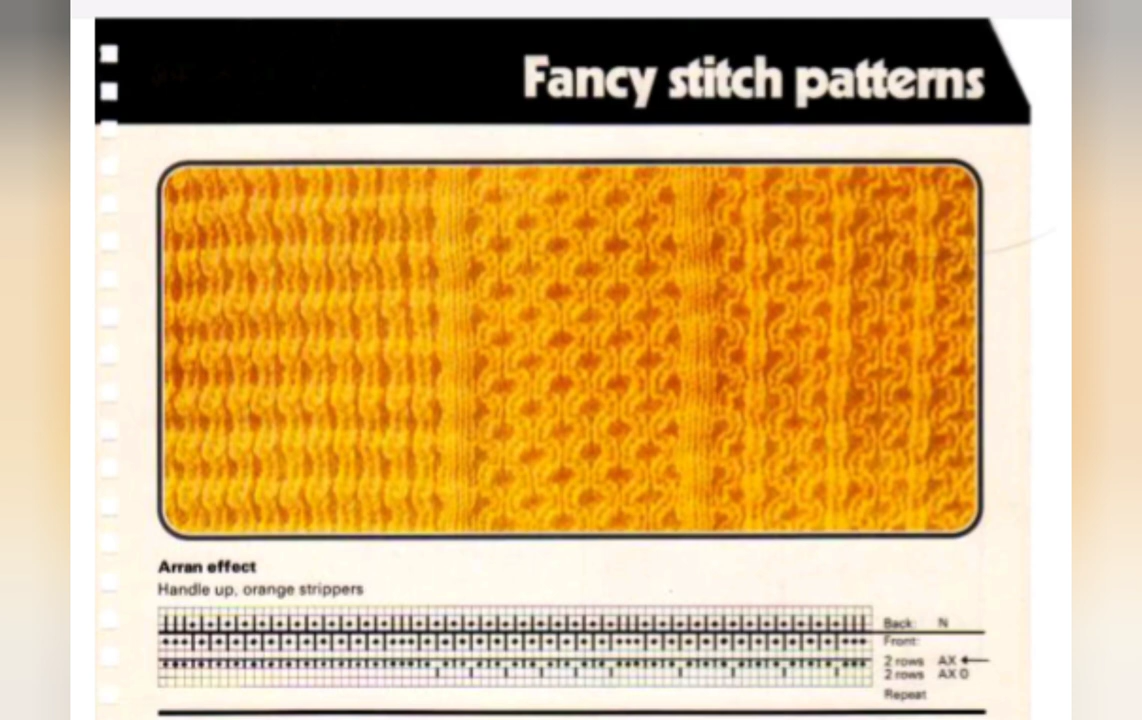 Fancy stitch patterns
Arran effect
Handle up, orange strippers
Back: N
Front:
2 rows AX ←
2 rows AX O
Repeat